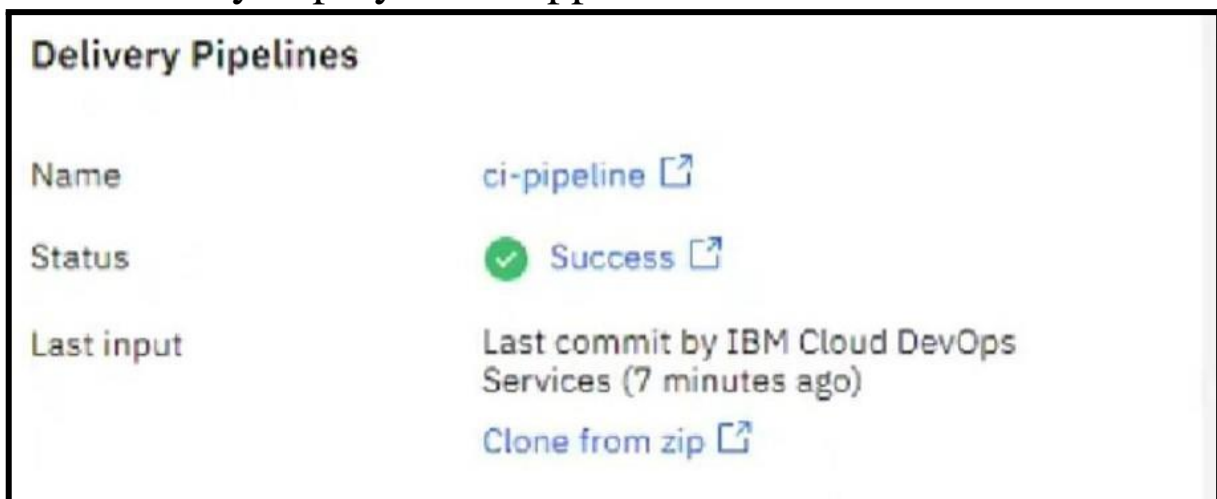 Delivery Pipelines
Name
ci-pipeline
Status
Success
Last input
Last commit by IBM Cloud DevOps
Services (7 minutes ago)
Clone from zip